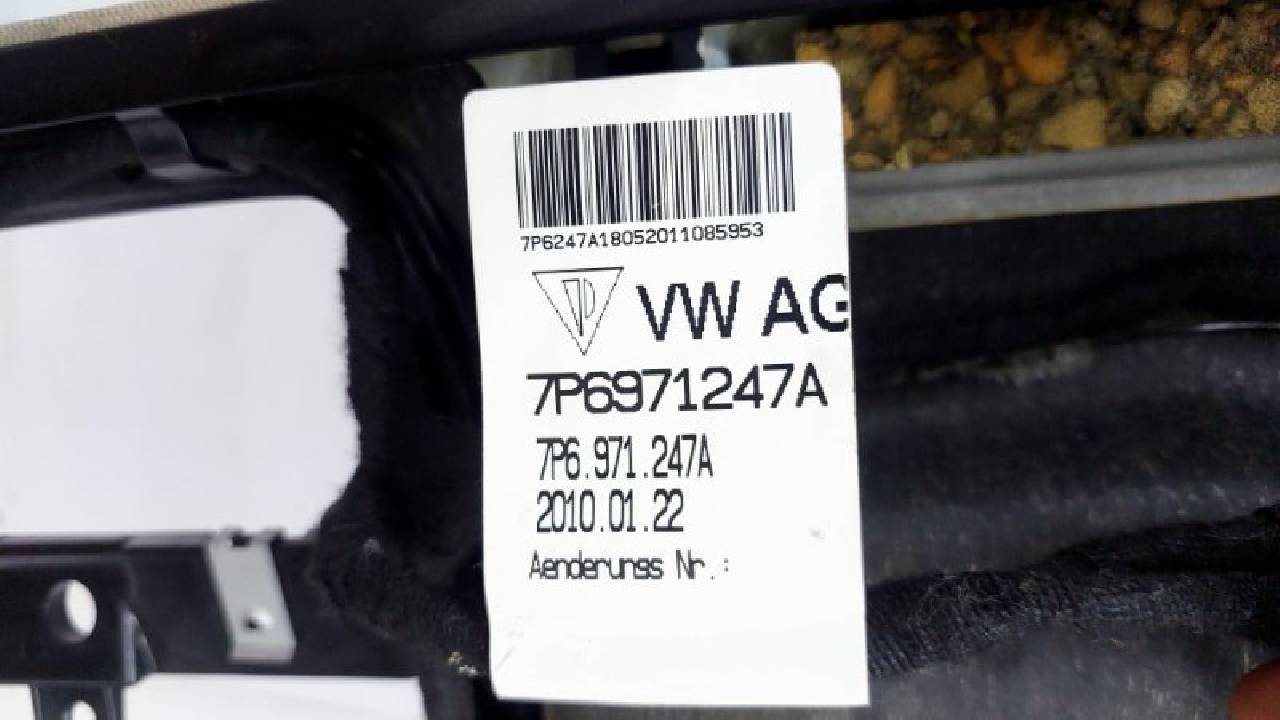 7P6247A18052011085953
VW AG
7P6971247A
7P6.971.247A
2010.01.22
Aenderungs Nr.: